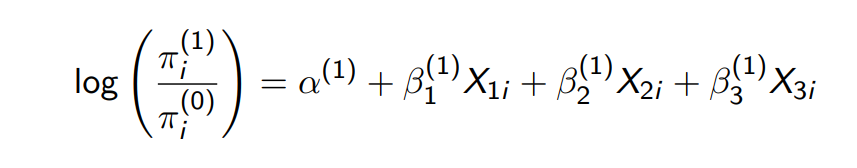 log(π_i^(1) / π_i^(0)) = α^(1) + β_1^(1) X_1i + β_2^(1) X_2i + β_3^(1) X_3i